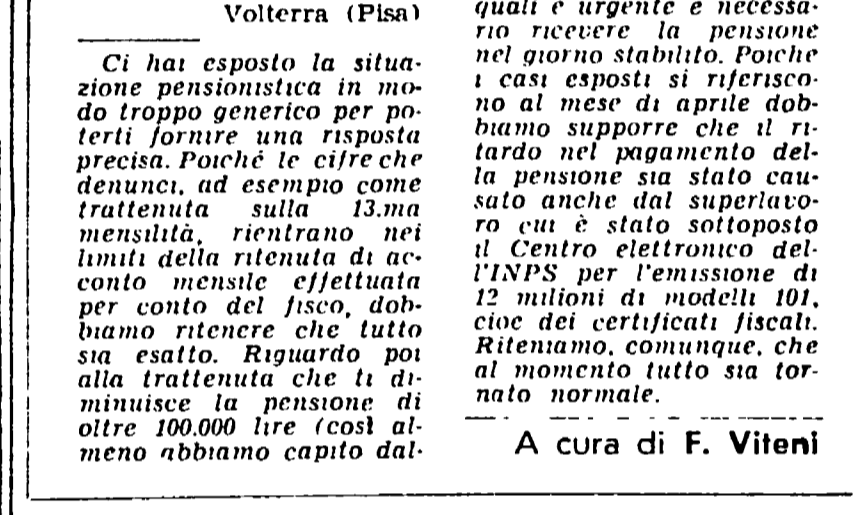 Volterra (Pisa)
Ci hai esposto la situa-
zione pensionistica in mo-
do troppo generico per po-
terti fornire una risposta
precisa. Poiché le cifre che
denunci, ad esempio come
trattenuta sulla 13.ma
mensilità, rientrano nei
limiti della ritenuta di ac-
conto mensile effettuata
per conto del fisco, dob-
biamo ritenere che tutto
sia esatto. Riguardo poi
alla trattenuta che ti di-
minuisce la pensione di
oltre 100.000 lire (così al-
meno abbiamo capito dal-
quali è urgente e necessa-
rio ricevere la pensione
nel giorno stabilito. Poiché
i casi esposti si riferisco-
no al mese di aprile dob-
biamo supporre che il ri-
tardo nel pagamento del-
la pensione sia stato cau-
sato anche dal superlavo-
ro cui è stato sottoposto
il Centro elettronico del-
l'INPS per l'emissione di
12 milioni di modelli 101,
cioè dei certificati fiscali.
Riteniamo, comunque, che
al momento tutto sia tor-
nato normale.
A cura di F. Viteni